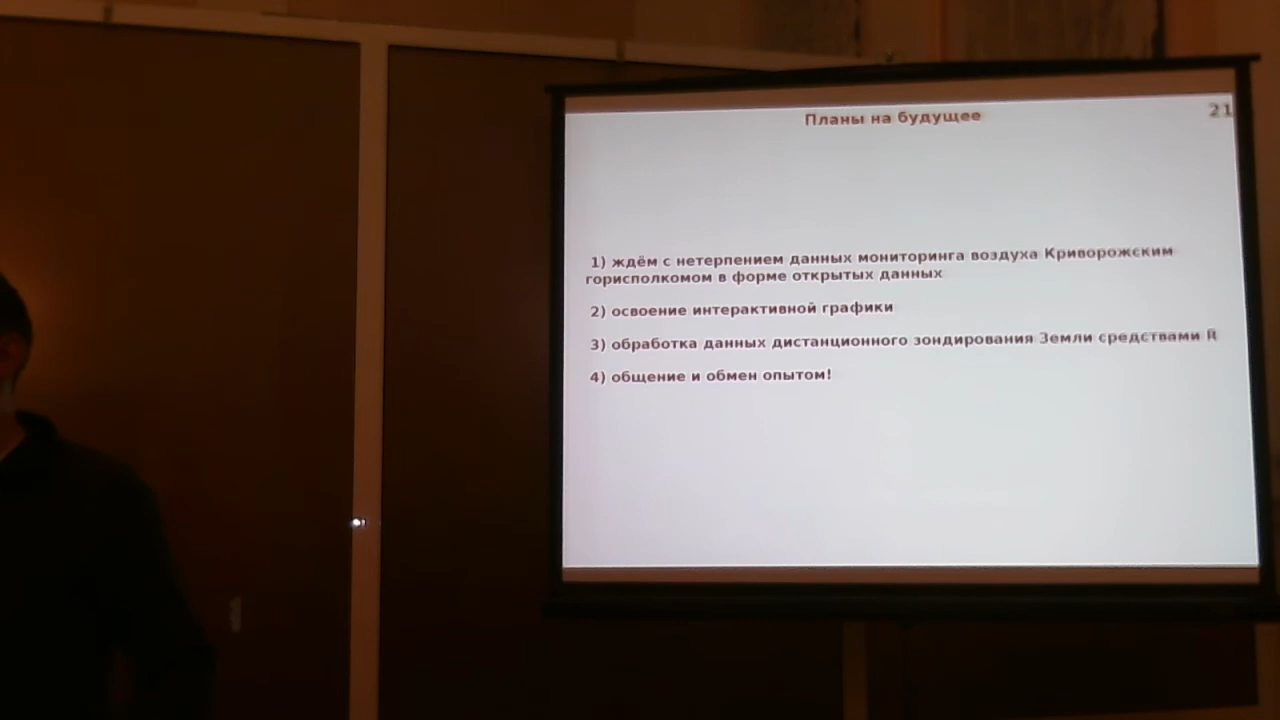 21
Планы на будущее
1) ждём с нетерпением данных мониторинга воздуха Криворожским
горисполкомом в форме открытых данных
2) освоение интерактивной графики
3) обработка данных дистанционного зондирования Земли средствами R
4) общение и обмен опытом!